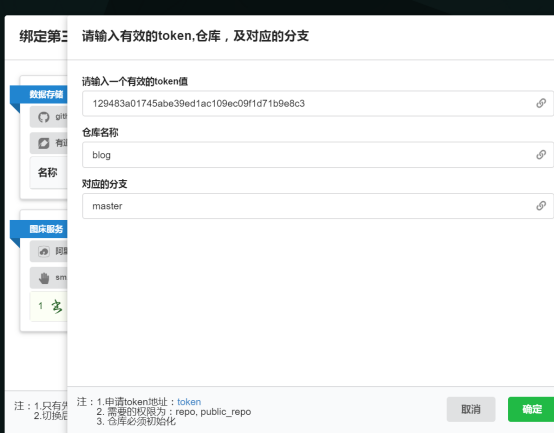 绑定第三
请输入有效的token,仓库，及对应的分支
请输入一个有效的token值
129483a01745abe39ed1ac109ec09f1d71b9e8c3
仓库名称
blog
对应的分支
master
数据存储
gith
有道
名称
图库服务
阿里
sm
1
注：1.只有先
2.切换后
注：1.申请token地址：token
2. 需要的权限为：repo, public_repo
3. 仓库必须初始化
取消
确定